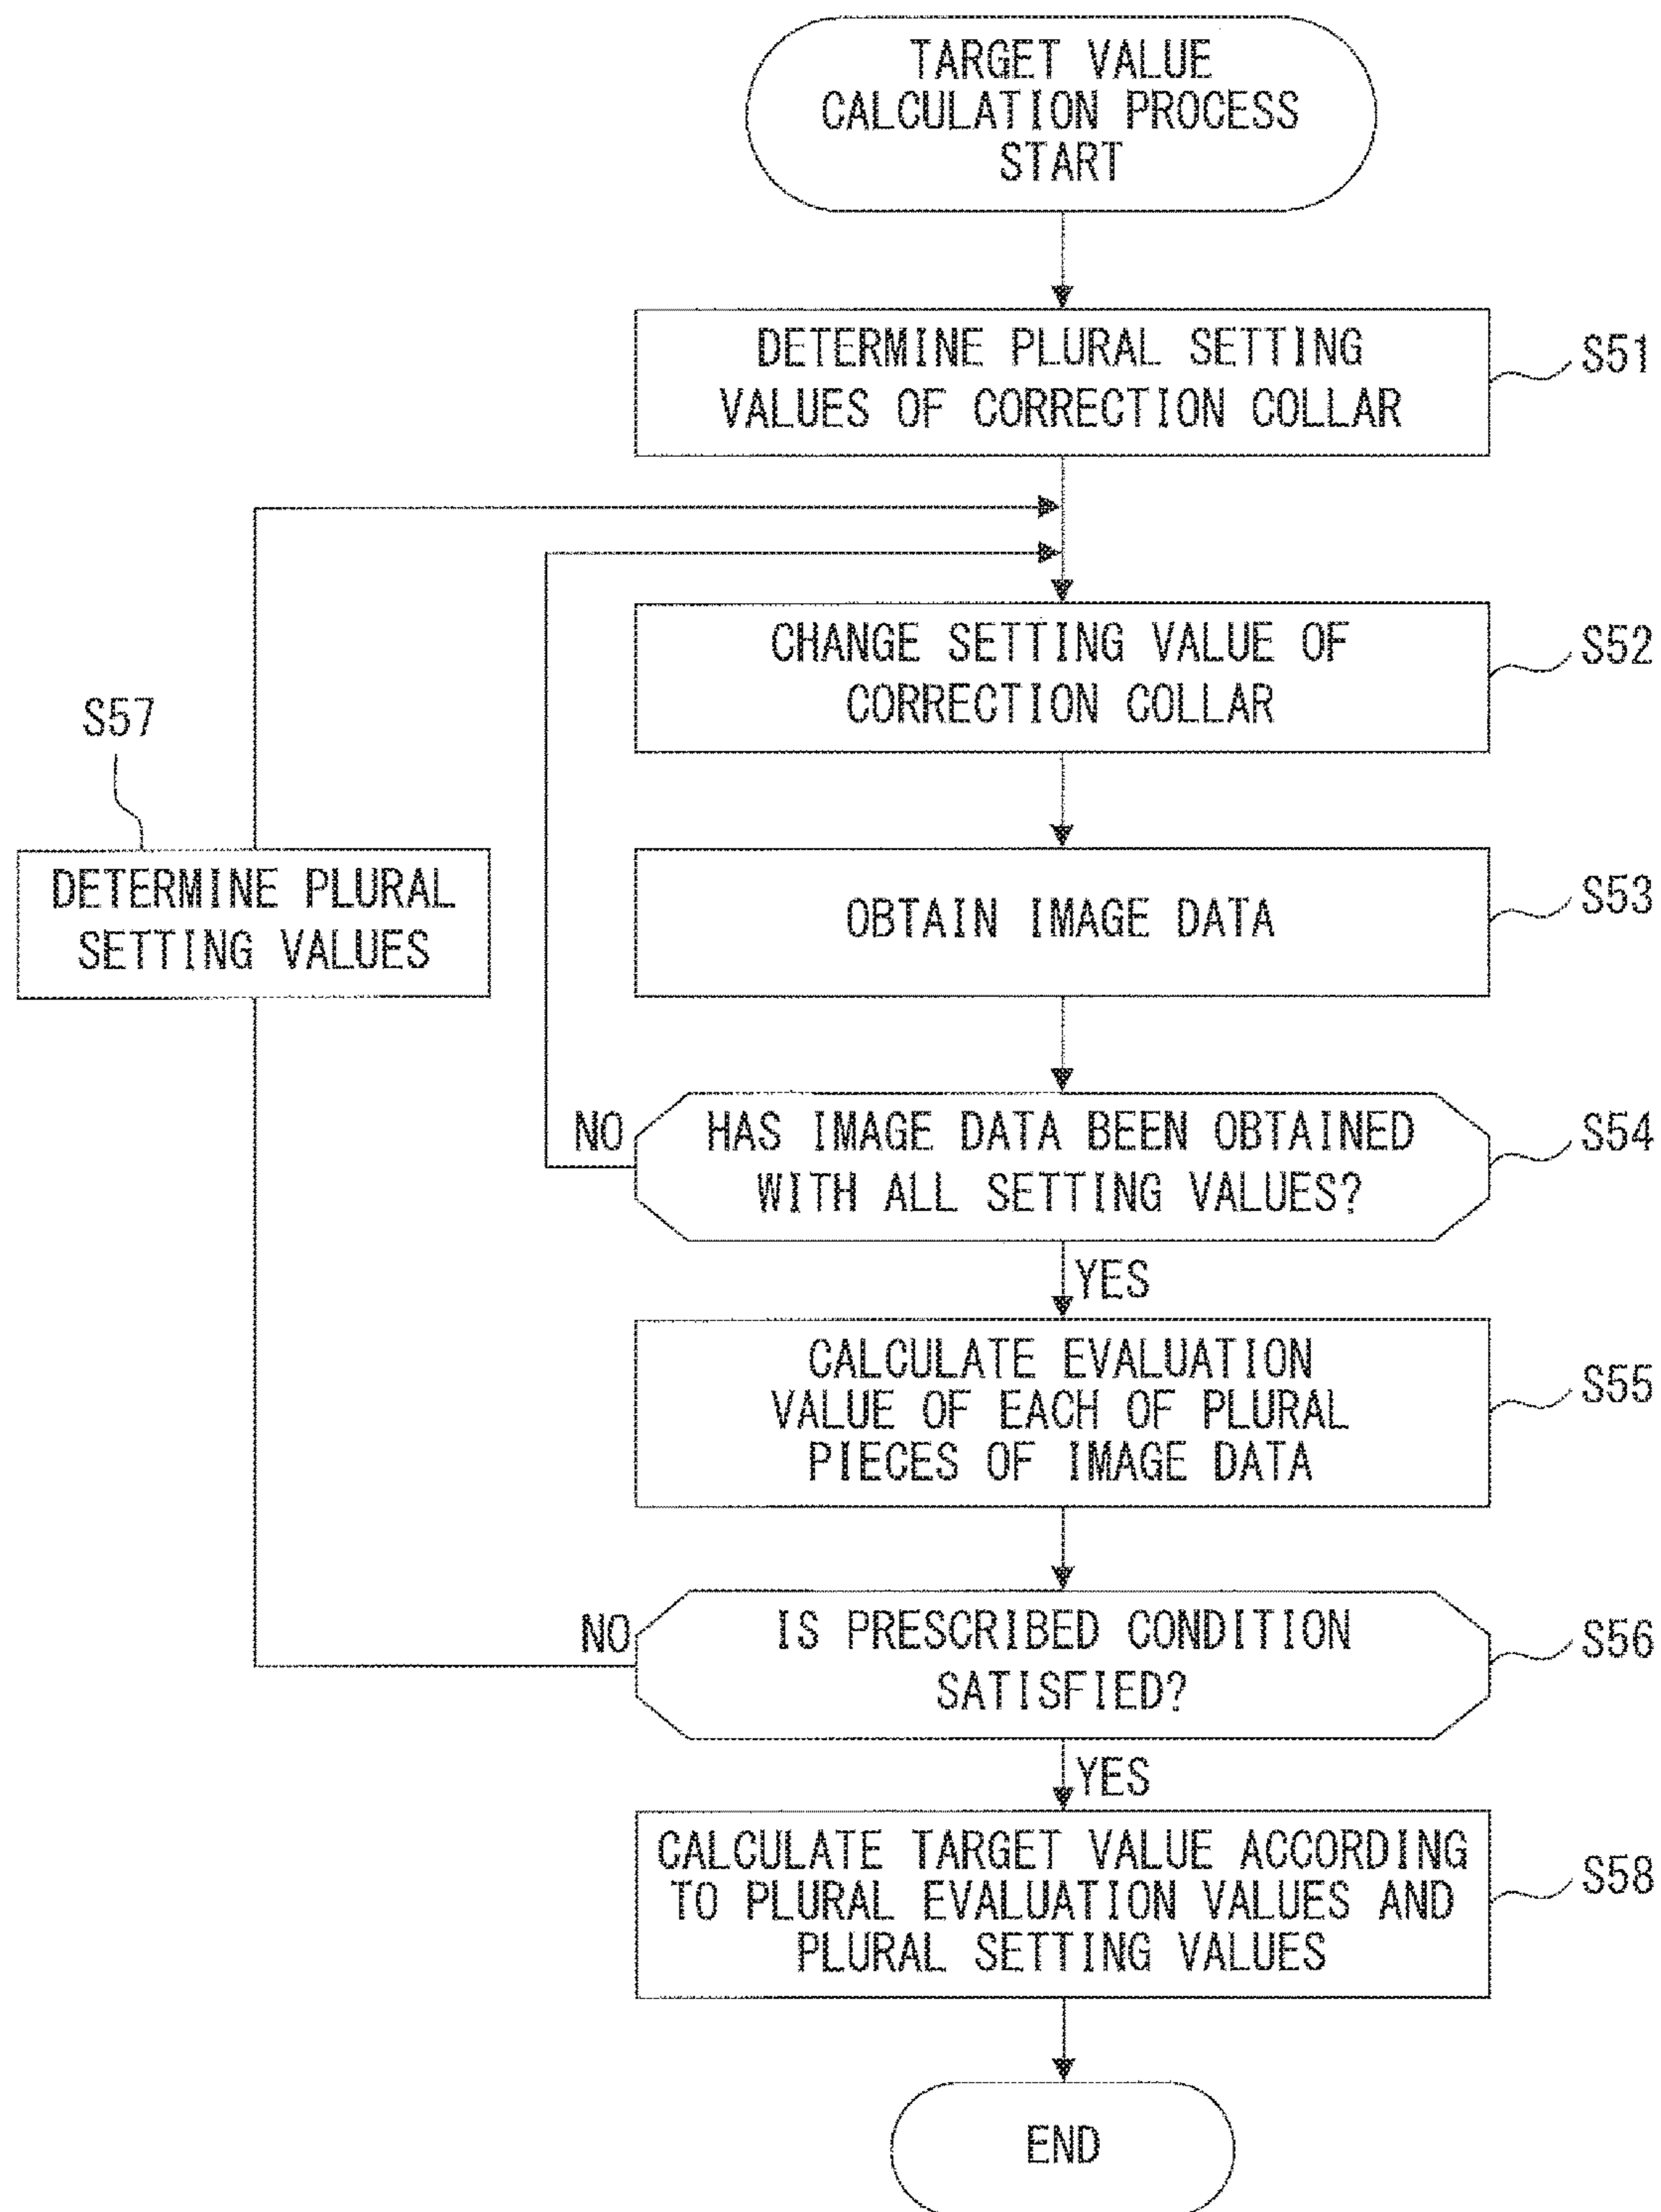 TARGET VALUE
CALCULATION PROCESS
START
DETERMINE PLURAL SETTING
VALUES OF CORRECTION COLLAR
S51
CHANGE SETTING VALUE OF
CORRECTION COLLAR
S52
S57
DETERMINE PLURAL
SETTING VALUES
OBTAIN IMAGE DATA
S53
NO
HAS IMAGE DATA BEEN OBTAINED
WITH ALL SETTING VALUES?
S54
YES
CALCULATE EVALUATION
VALUE OF EACH OF PLURAL
PIECES OF IMAGE DATA
S55
NO
IS PRESCRIBED CONDITION
SATISFIED?
S56
YES
CALCULATE TARGET VALUE ACCORDING
TO PLURAL EVALUATION VALUES AND
PLURAL SETTING VALUES
S58
END